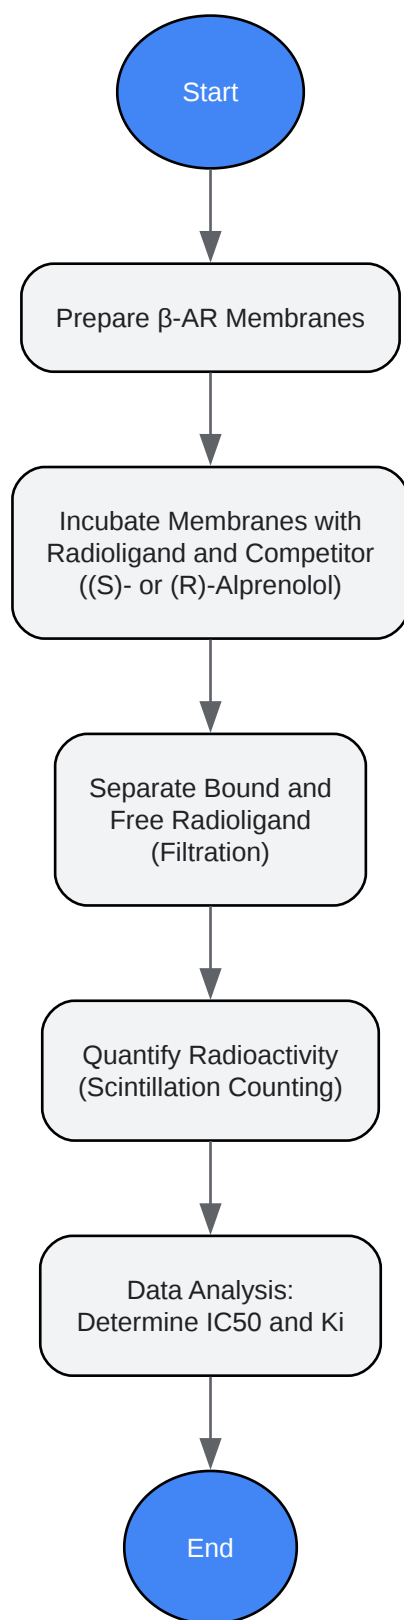 Start
Prepare β-AR Membranes
Incubate Membranes with
Radioligand and Competitor
((S)- or (R)-Alprenolol)
Separate Bound and
Free Radioligand
(Filtration)
Quantify Radioactivity
(Scintillation Counting)
Data Analysis:
Determine IC50 and Ki
End